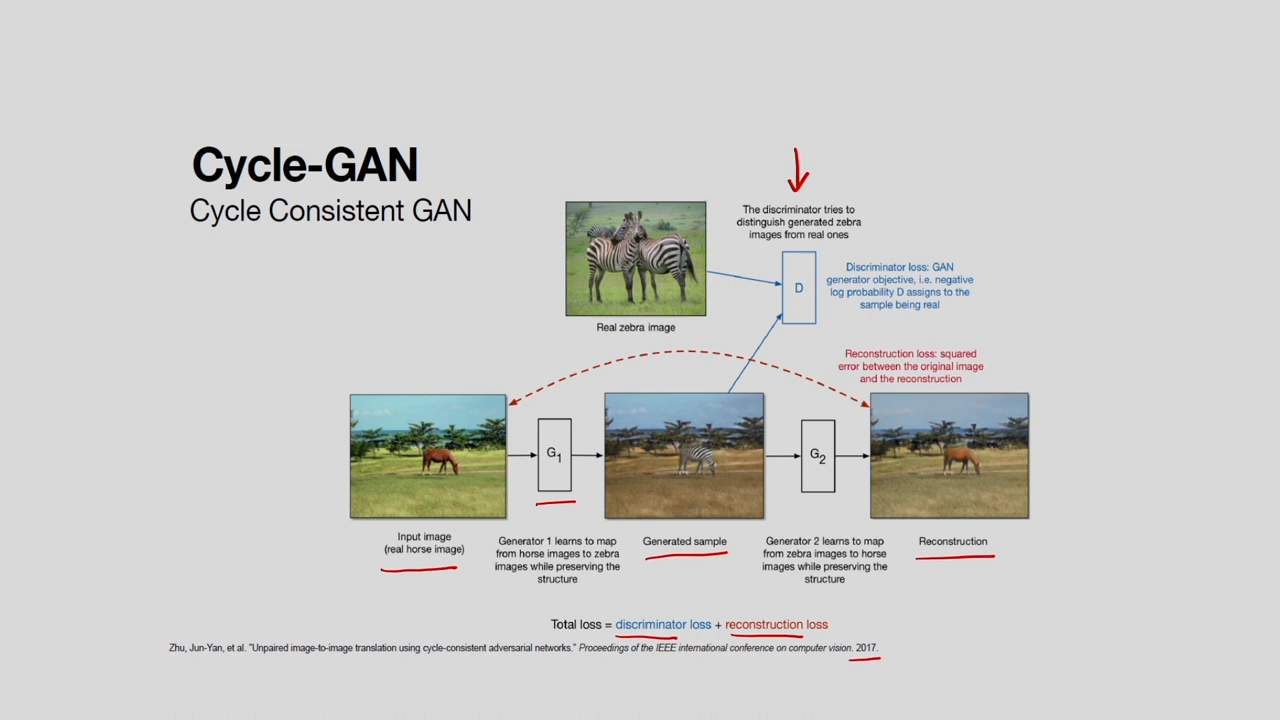 Cycle-GAN
Cycle Consistent GAN
The discriminator tries to
distinguish generated zebra
images from real ones
D
Discriminator loss: GAN
generator objective, i.e. negative
log probability D assigns to the
sample being real
Real zebra image
Reconstruction loss: squared
error between the original image
and the reconstruction
G1
G2
Input image
(real horse image)
Generator 1 learns to map
from horse images to zebra
images while preserving the
structure
Generated sample
Generator 2 learns to map
from zebra images to horse
images while preserving the
structure
Reconstruction
Total loss = discriminator loss + reconstruction loss
Zhu, Jun-Yan, et al. "Unpaired image-to-image translation using cycle-consistent adversarial networks." Proceedings of the IEEE international conference on computer vision. 2017.